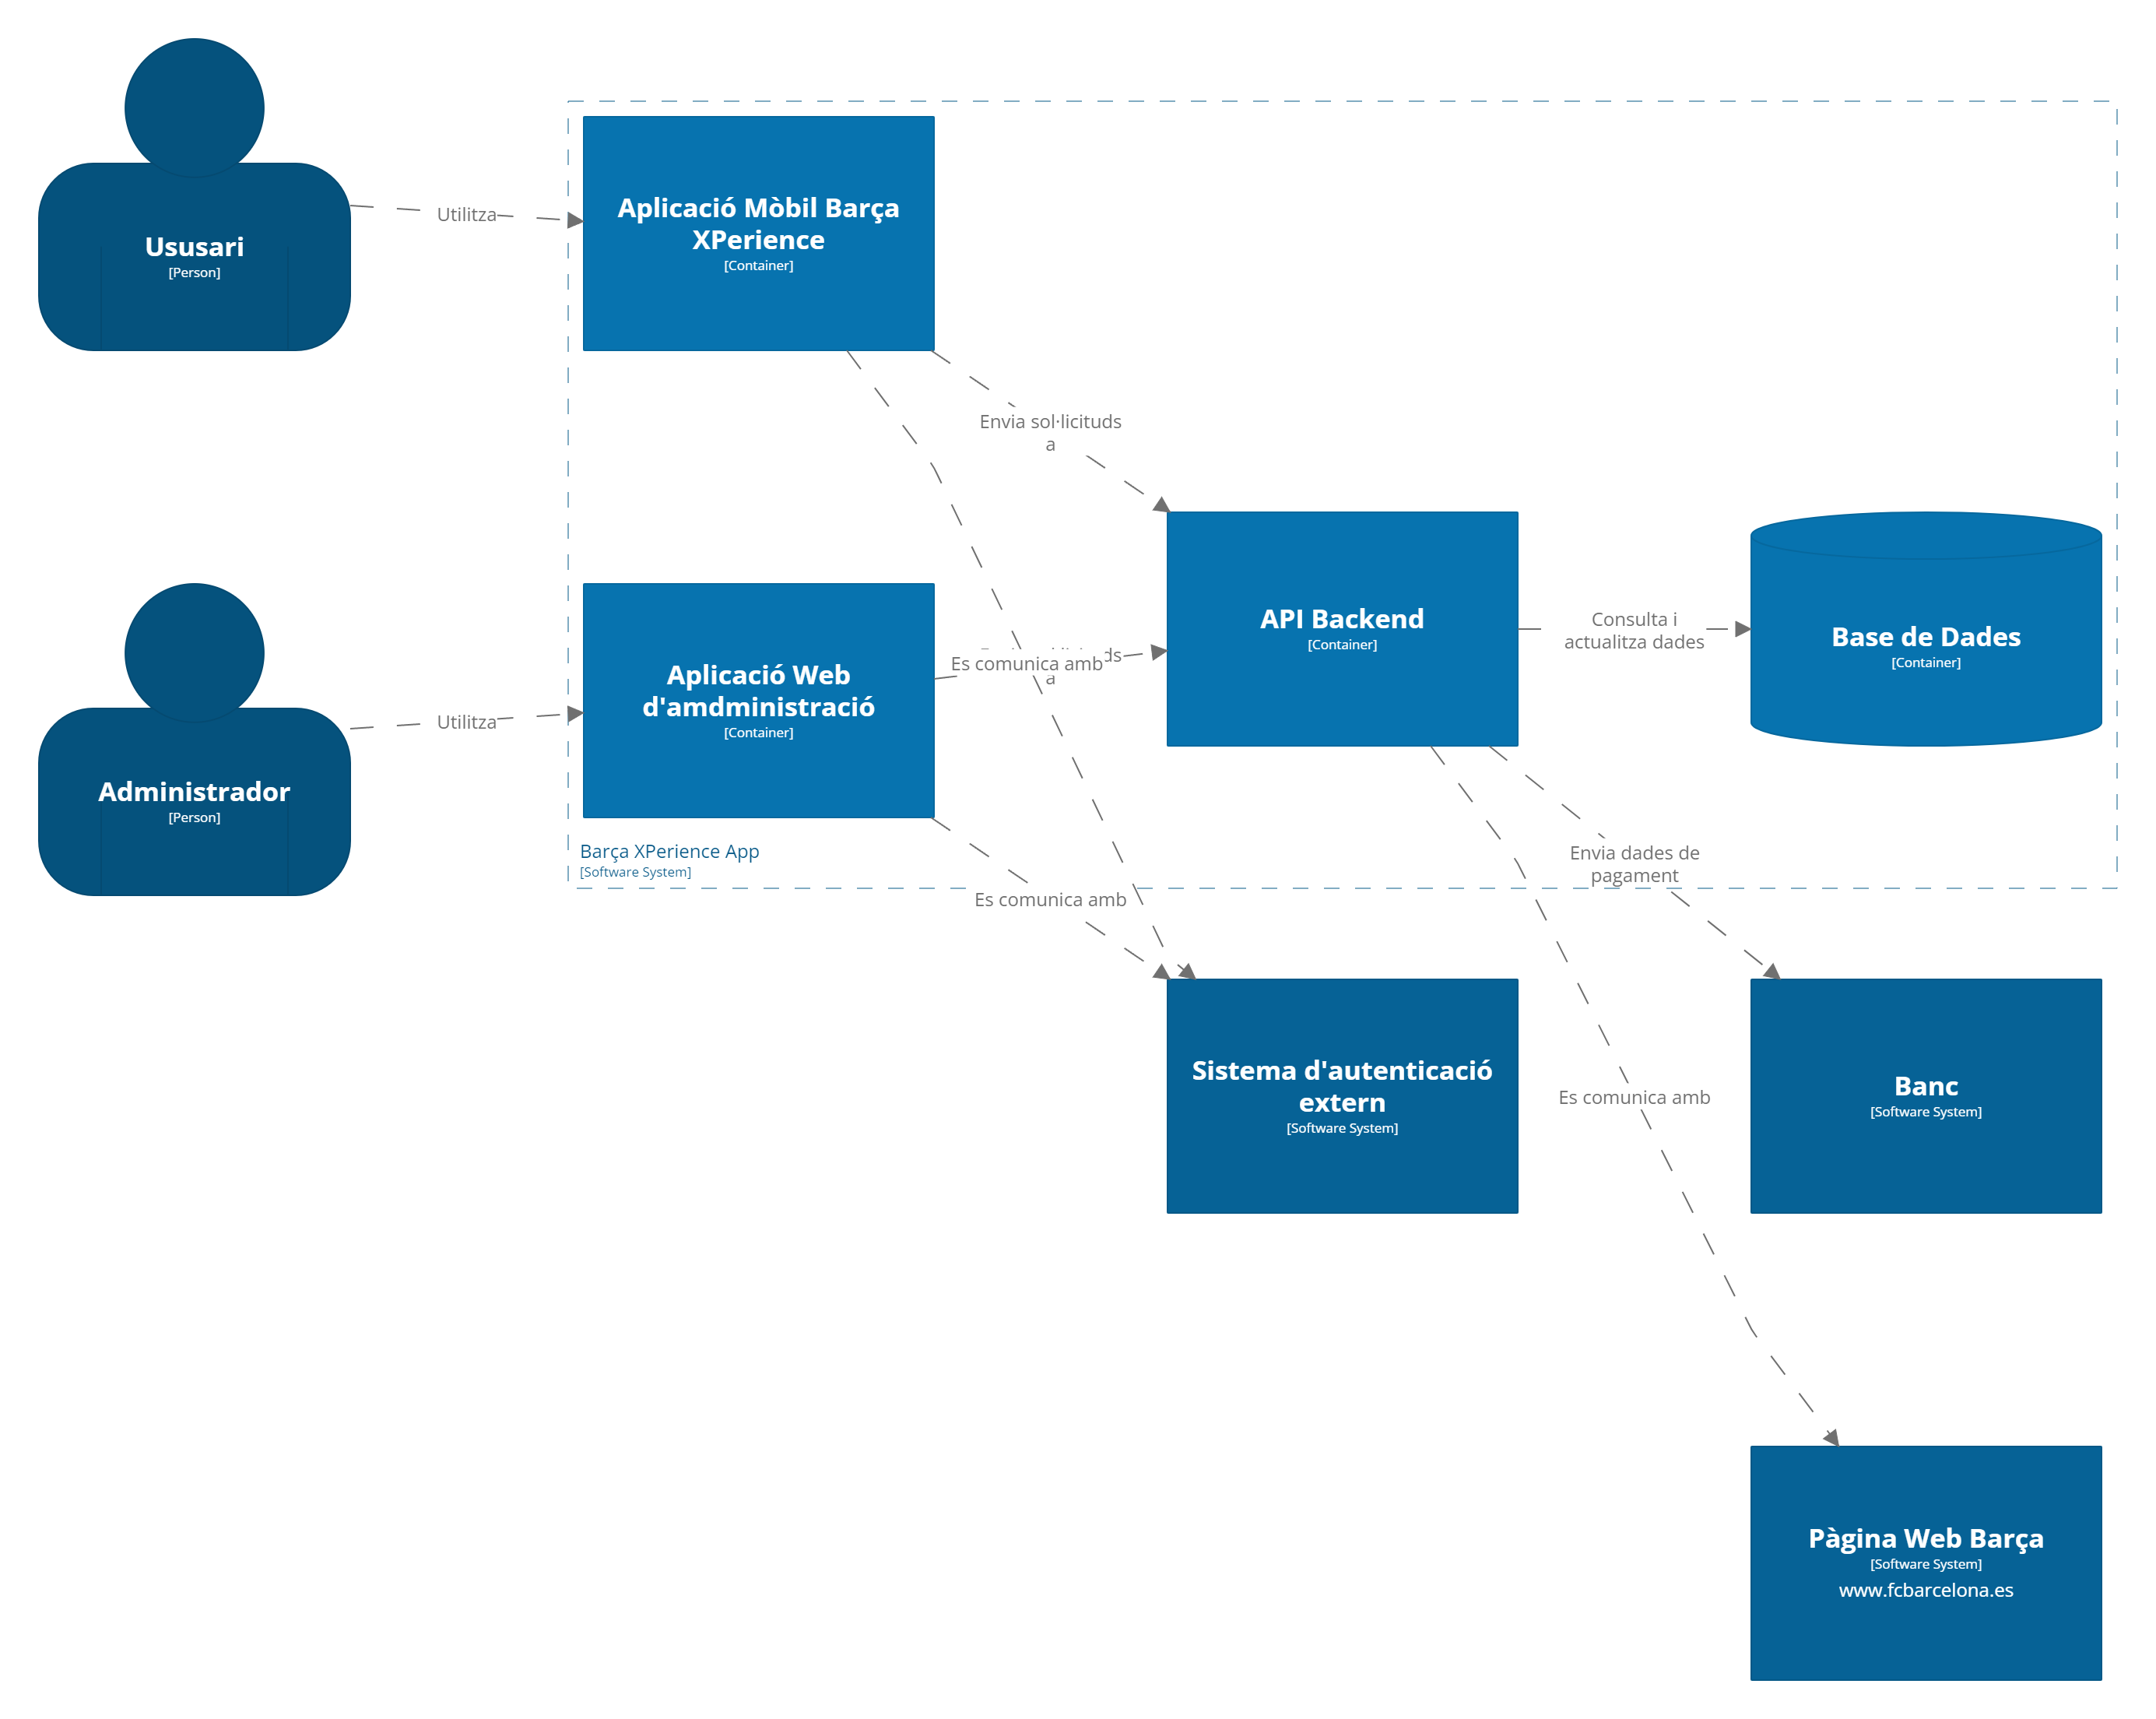 Ususari
[Person]
Utilitza
Aplicació Mòbil Barça
XPerience
[Container]
Envia sol·licituds
a
Administrador
[Person]
Utilitza
Aplicació Web
d'amdministració
[Container]
Es comunica amb
a
API Backend
[Container]
Consulta i
actualitza dades
Base de Dades
[Container]
Barça XPerience App
[Software System]
Es comunica amb
Envia dades de
pagament
Sistema d'autenticació
extern
[Software System]
Es comunica amb
Banc
[Software System]
Pàgina Web Barça
[Software System]
www.fcbarcelona.es